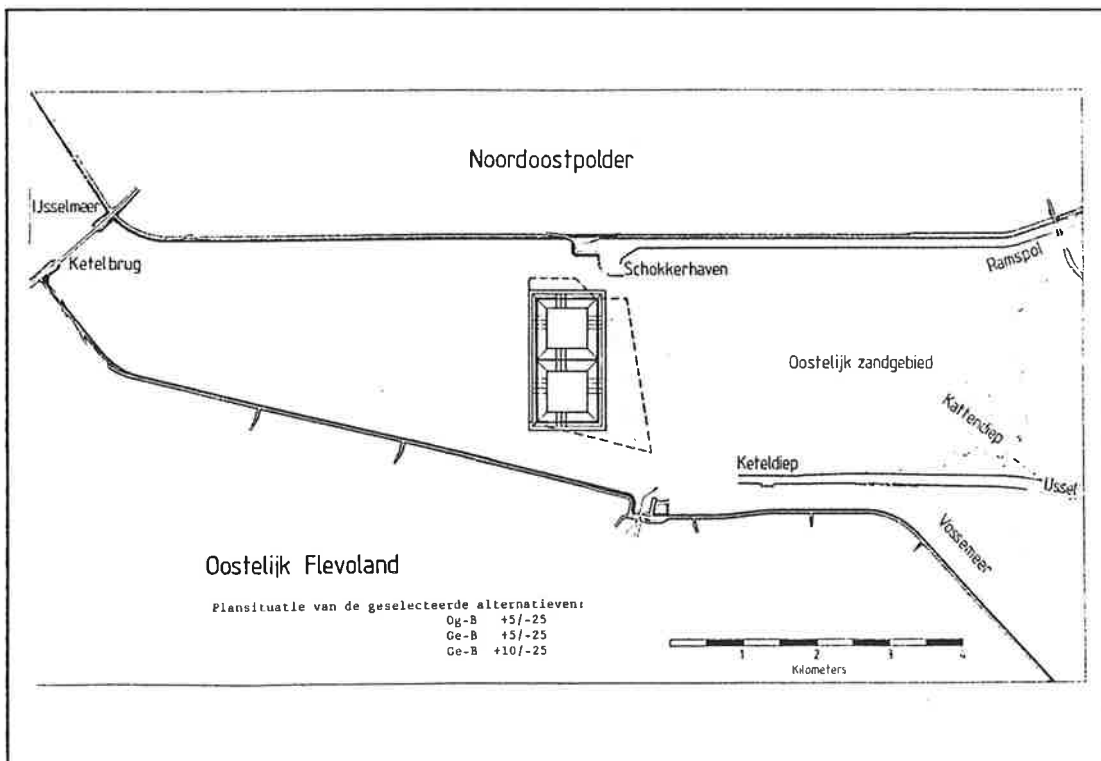 Noordoostpolder
IJsselmeer
Ketelbrug
Schokkerhaven
Ramspol
Oostelijk zandgebied
Kattendiep
Keteldiep
IJssel
Vossemeer
Oostelijk Flevoland
Plansituatie van de geselecteerde alternatieven:
Og-B +5/-25
Ge-B +5/-25
Ge-B +10/-25
1 2 3 4
Kilometers